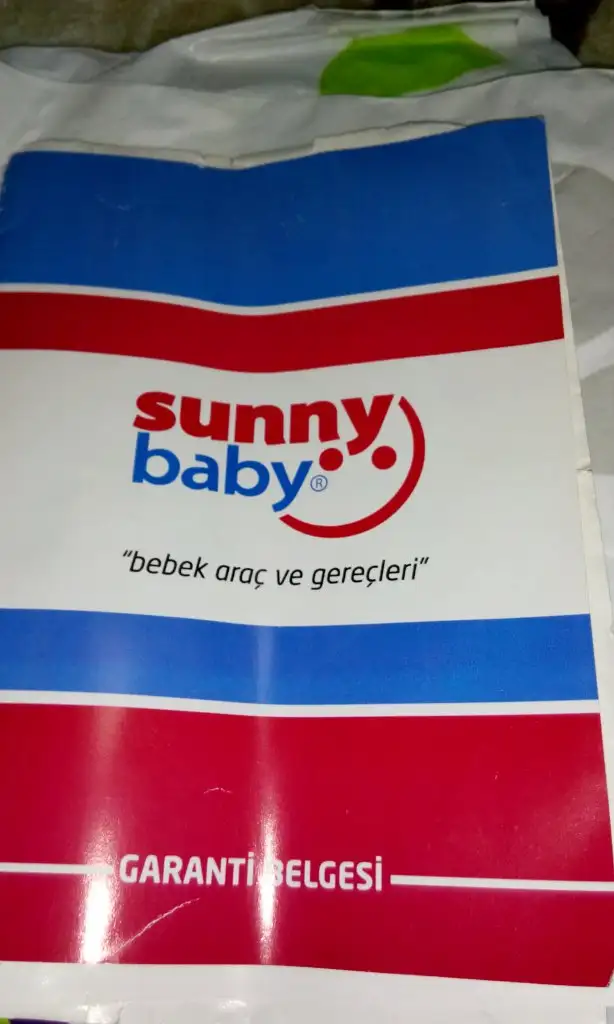 sunny
baby®
"bebek araç ve gereçleri"
GARANTİ BELGESİ